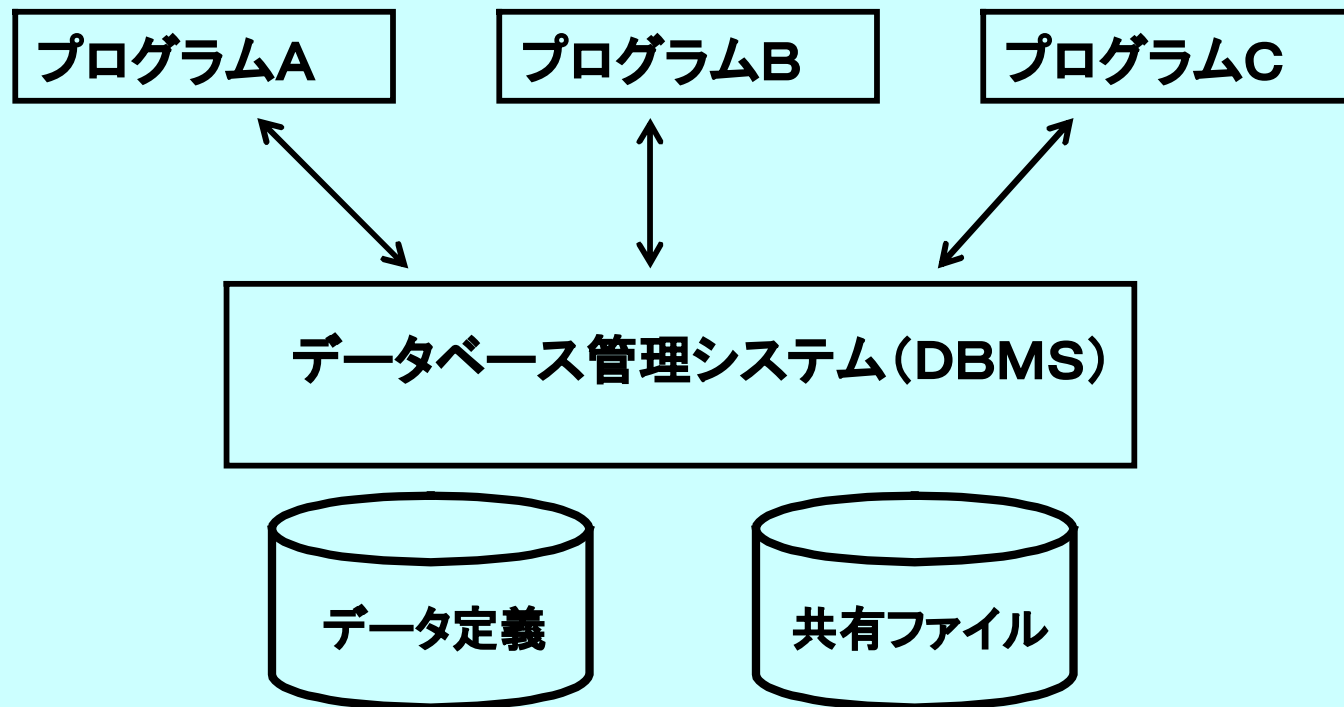 プログラムA
プログラムB
プログラムC
データベース管理システム（DBMS）
データ定義
共有ファイル